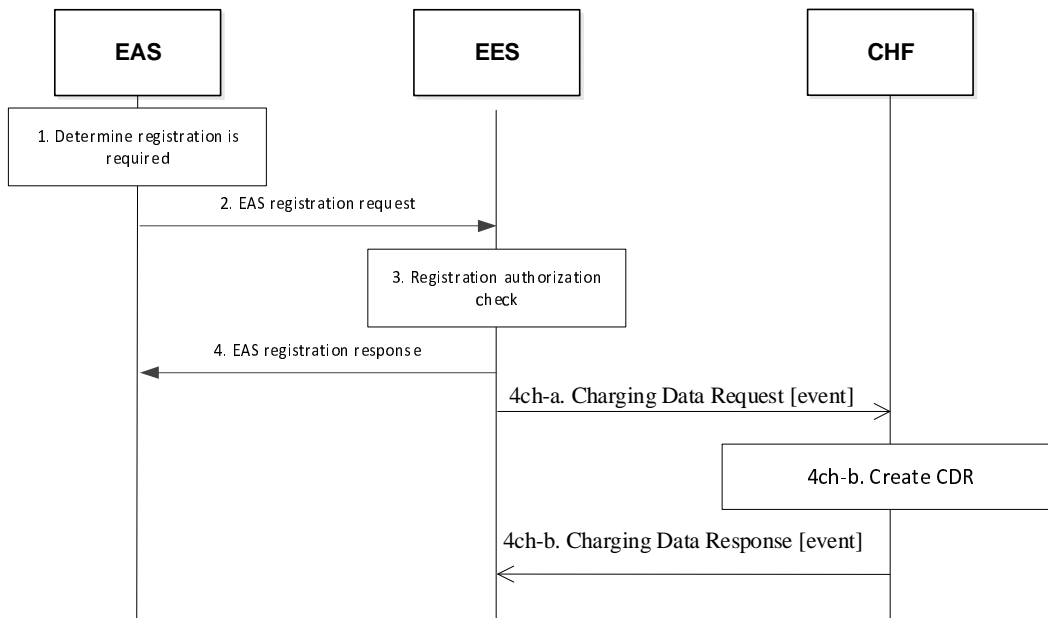 EAS
EES
CHF
1. Determine registration is
required
2. EAS registration request
3. Registration authorization
check
4. EAS registration response
4ch-a. Charging Data Request [event]
4ch-b. Create CDR
4ch-b. Charging Data Response [event]